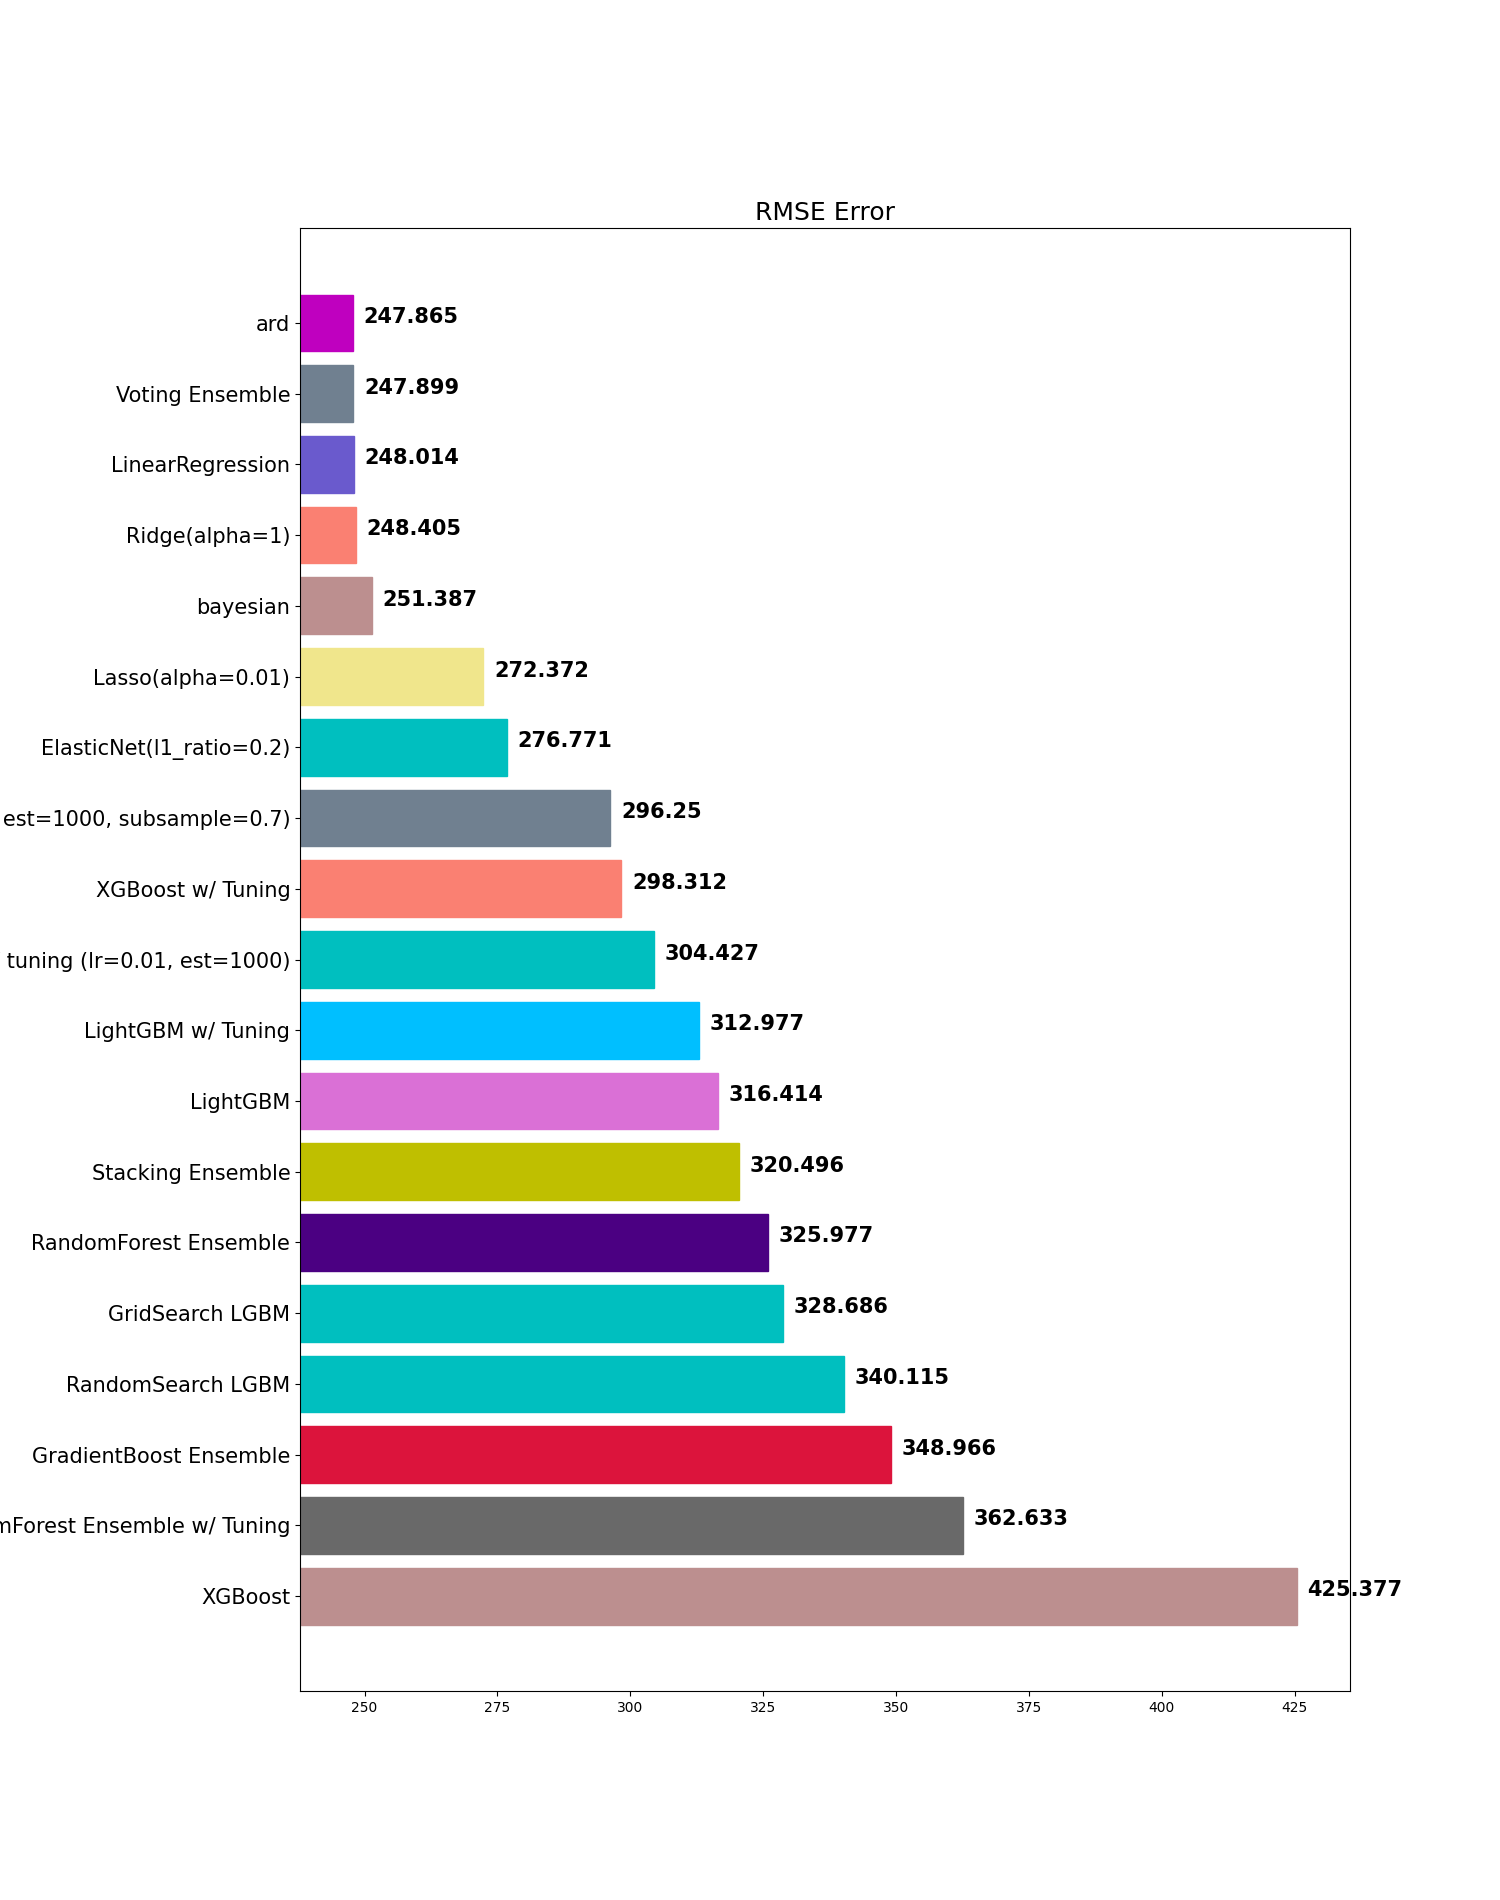 RMSE Error
ard 247.865
Voting Ensemble 247.899
LinearRegression 248.014
Ridge(alpha=1) 248.405
bayesian 251.387
Lasso(alpha=0.01) 272.372
ElasticNet(l1_ratio=0.2) 276.771
est=1000, subsample=0.7) 296.25
XGBoost w/ Tuning 298.312
tuning (lr=0.01, est=1000) 304.427
LightGBM w/ Tuning 312.977
LightGBM 316.414
Stacking Ensemble 320.496
RandomForest Ensemble 325.977
GridSearch LGBM 328.686
RandomSearch LGBM 340.115
GradientBoost Ensemble 348.966
Ensemble w/ Tuning 362.633
XGBoost 425.377
250 275 300 325 350 375 400 425